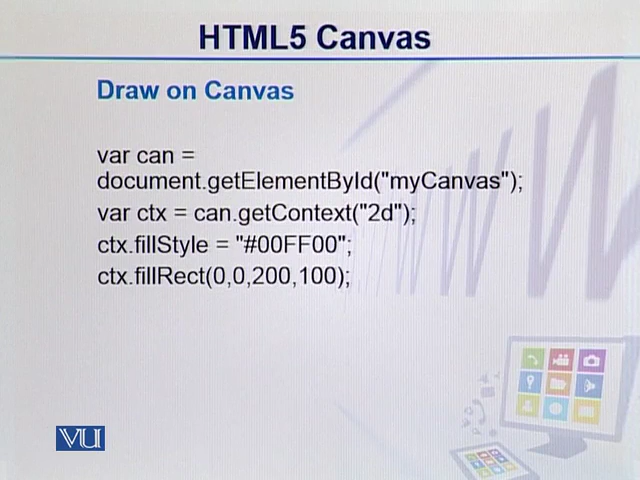 HTML5 Canvas
Draw on Canvas
var can =
document.getElementById("myCanvas");
var ctx = can.getContext("2d");
ctx.fillStyle = "#00FF00";
ctx.fillRect(0,0,200,100);
VU